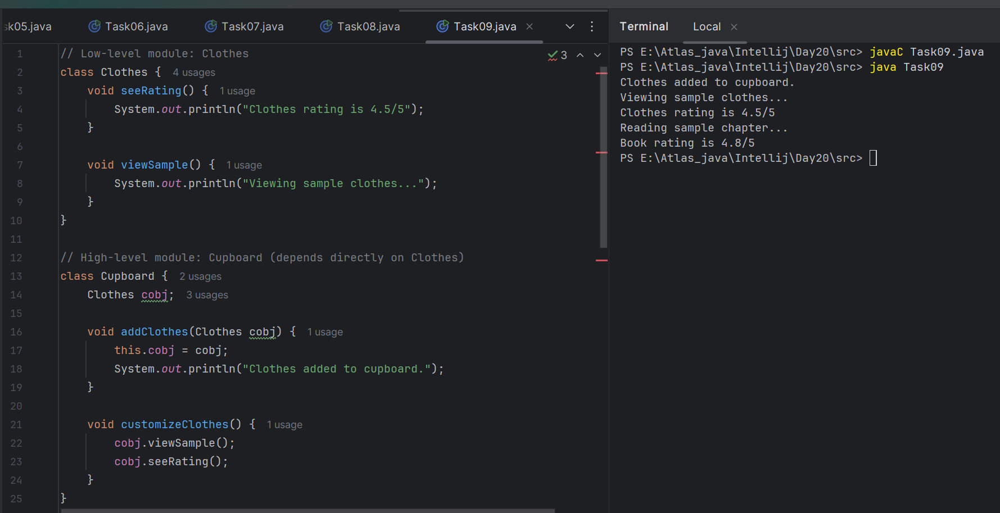 sk05.java Task06.java Task07.java Task08.java Task09.java
3
1 // Low-level module: Clothes
2 class Clothes { 4 usages
3 void seeRating() { 1 usage
4 System.out.println("Clothes rating is 4.5/5");
5 }
6
7 void viewSample() { 1 usage
8 System.out.println("Viewing sample clothes...");
9 }
10 }
11
12 // High-level module: Cupboard (depends directly on Clothes)
13 class Cupboard { 2 usages
14 Clothes cobj; 3 usages
15
16 void addClothes(Clothes cobj) { 1 usage
17 this.cobj = cobj;
18 System.out.println("Clothes added to cupboard.");
19 }
20
21 void customizeClothes() { 1 usage
22 cobj.viewSample();
23 cobj.seeRating();
24 }
25 }
Terminal Local
PS E:\Atlas_java\Intellij\Day20\src> javaC Task09.java
PS E:\Atlas_java\Intellij\Day20\src> java Task09
Clothes added to cupboard.
Viewing sample clothes...
Clothes rating is 4.5/5
Reading sample chapter...
Book rating is 4.8/5
PS E:\Atlas_java\Intellij\Day20\src>